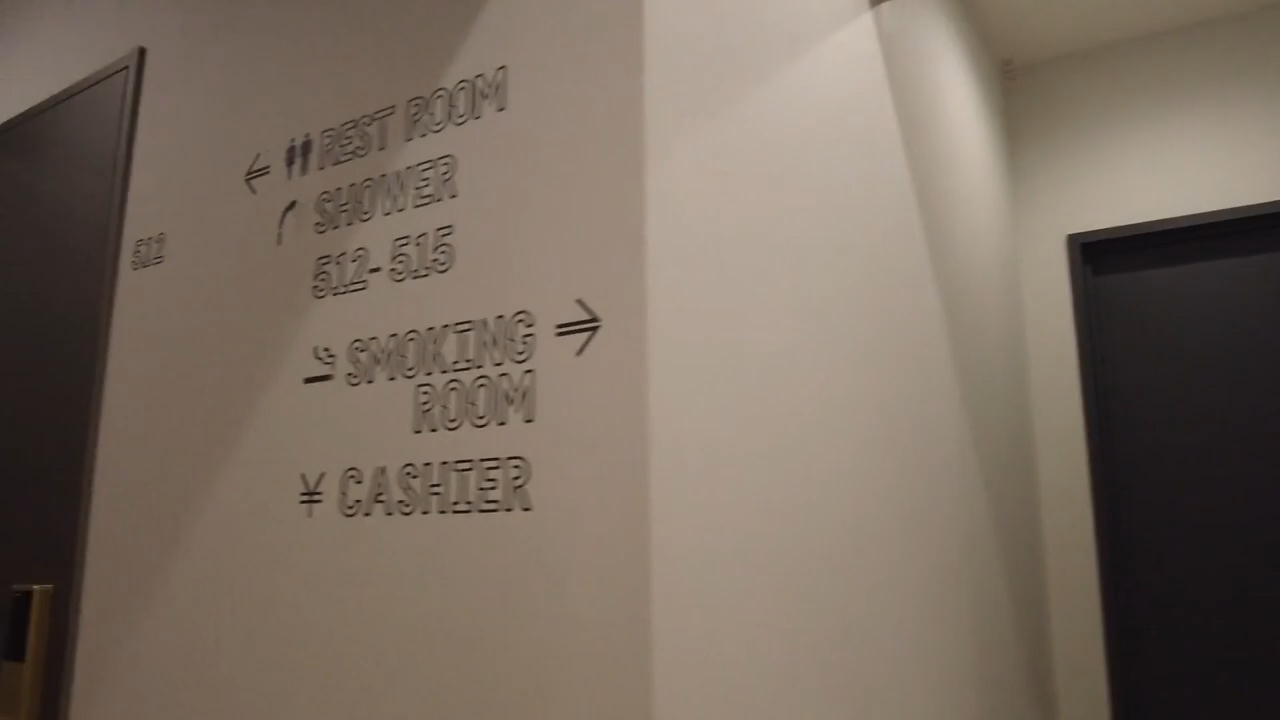 ← REST ROOM
SHOWER
512
512-515
SMOKING →
ROOM
¥ CASHIER